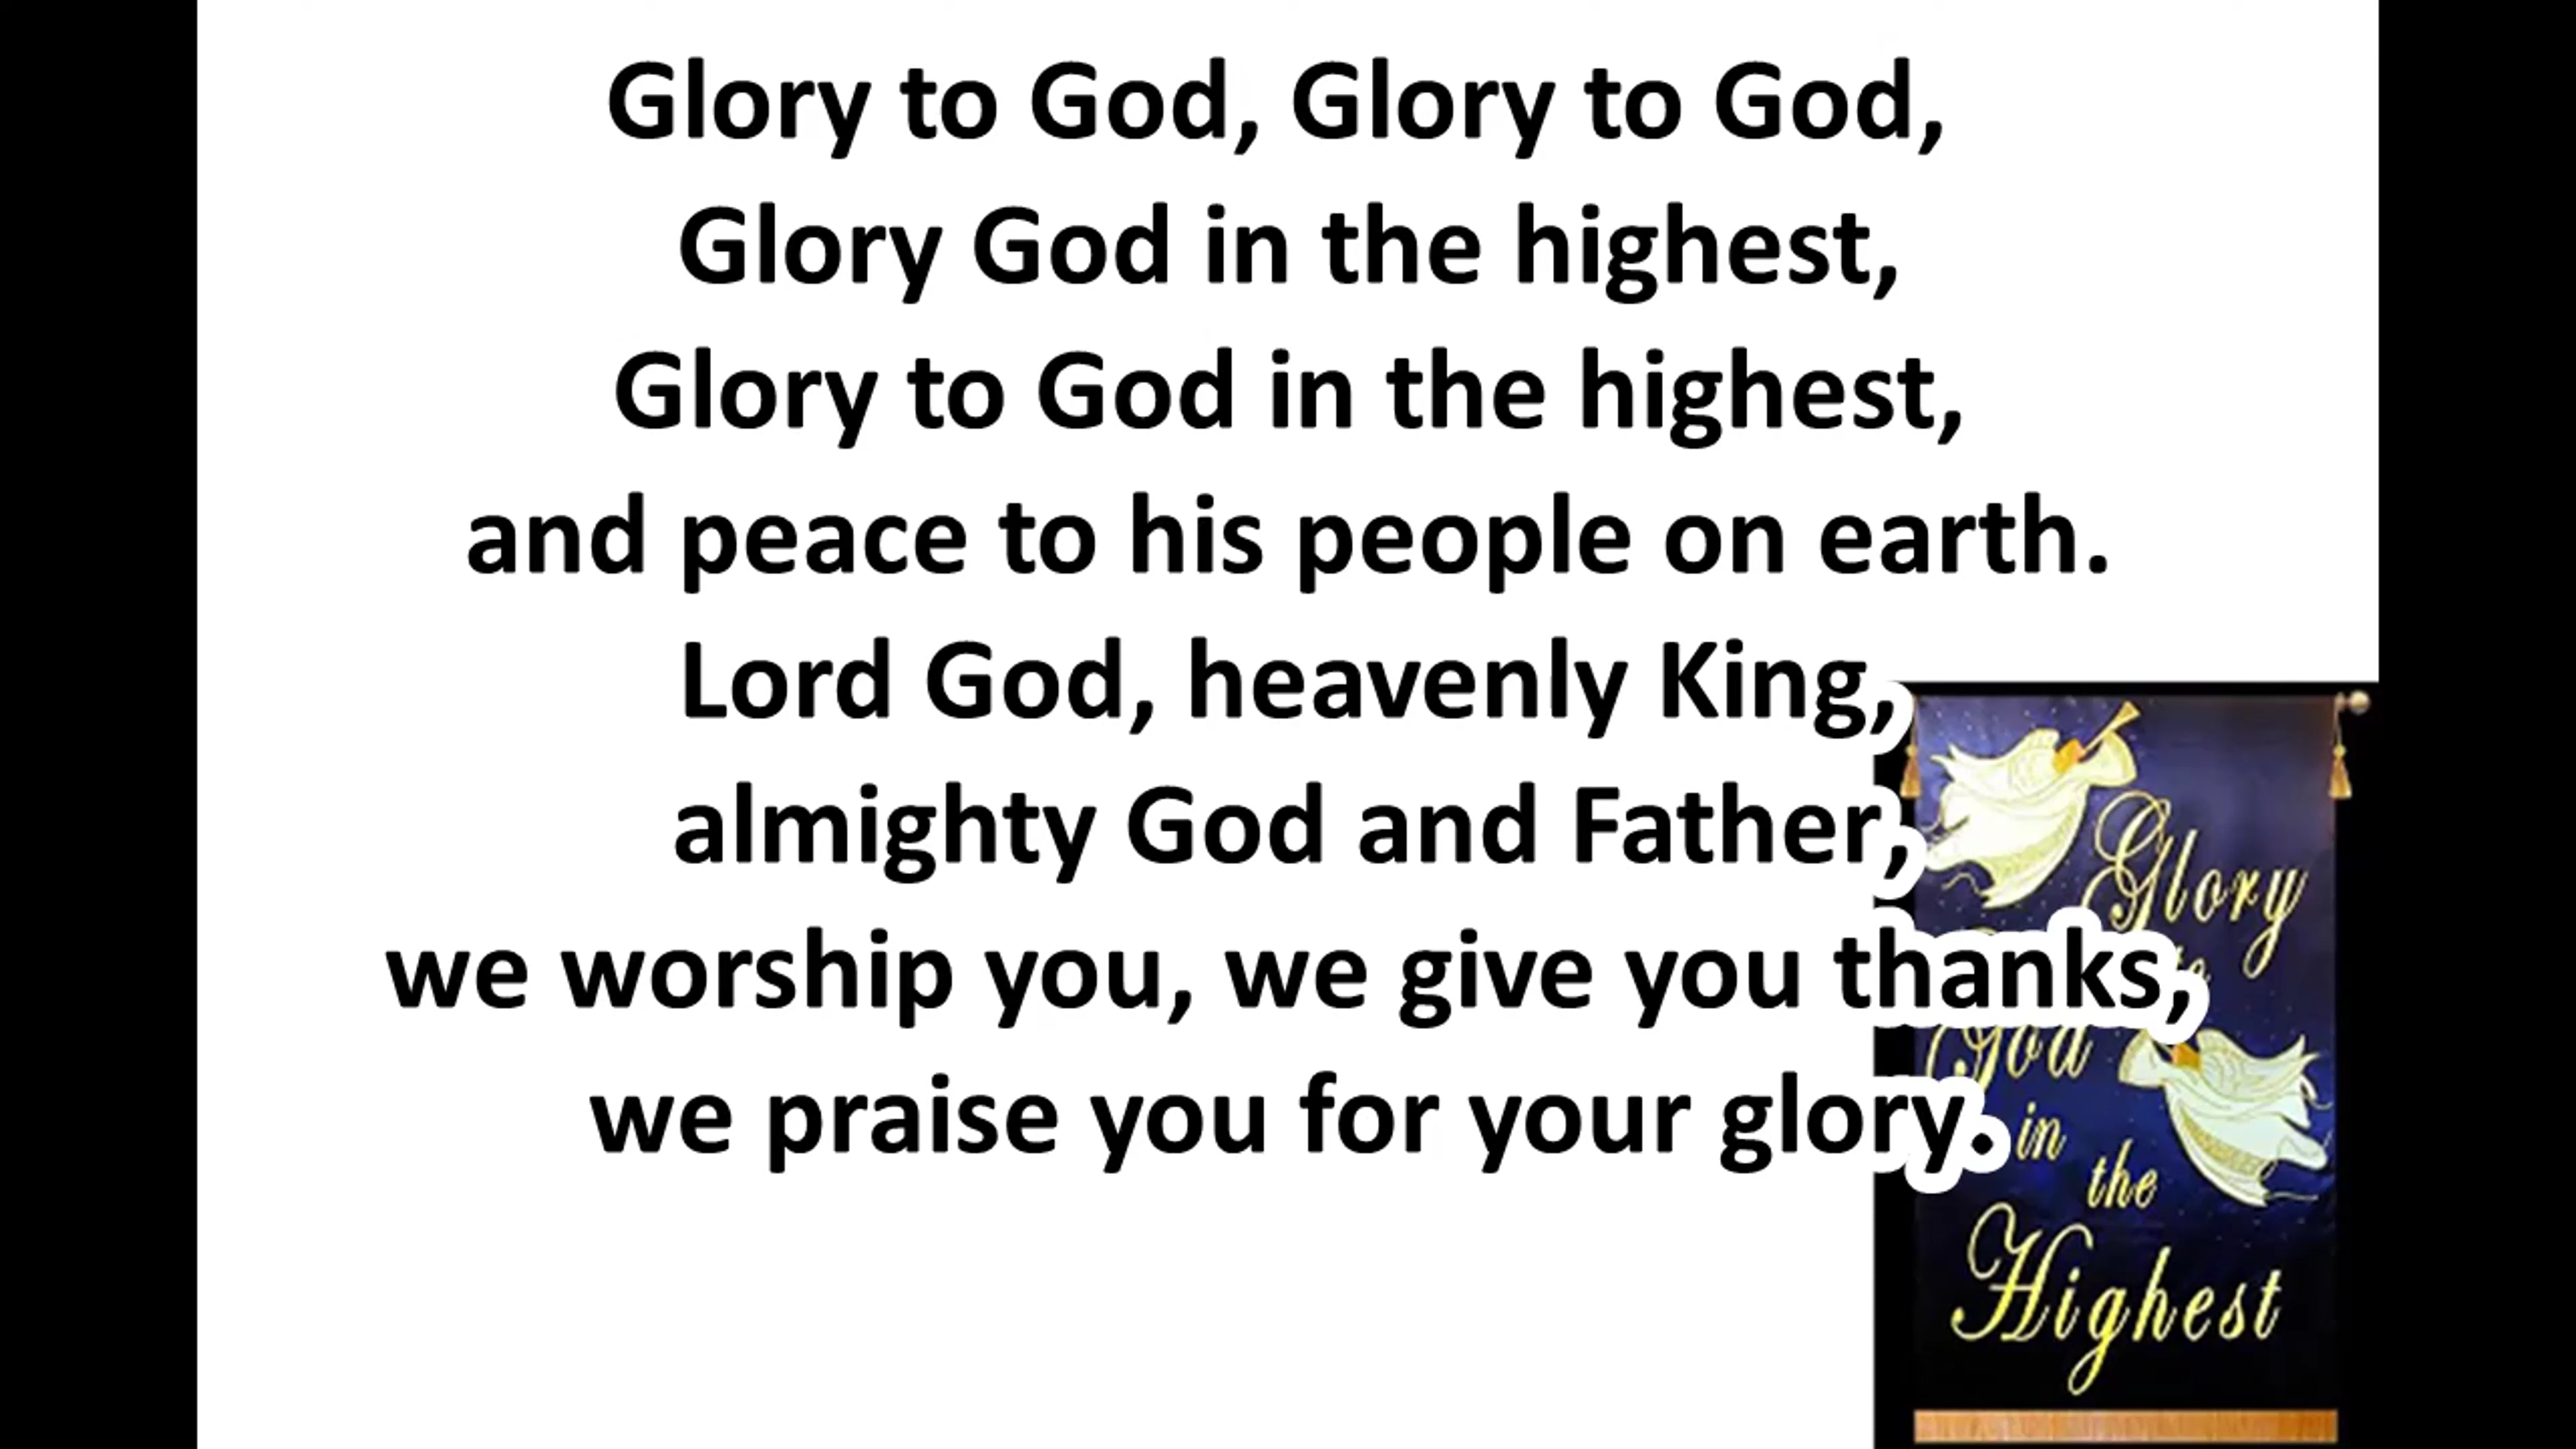 Glory to God, Glory to God,
Glory God in the highest,
Glory to God in the highest,
and peace to his people on earth.
Lord God, heavenly King,
almighty God and Father,
we worship you, we give you thanks,
we praise you for your glory.
Glory
God
in
the
Highest